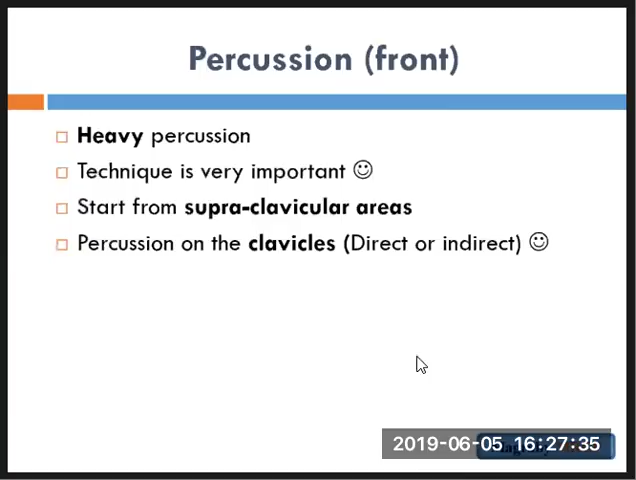 Percussion (front)
Heavy percussion
Technique is very important ☺
Start from supra-clavicular areas
Percussion on the clavicles (Direct or indirect) ☺
2019-06-05 16:27:35